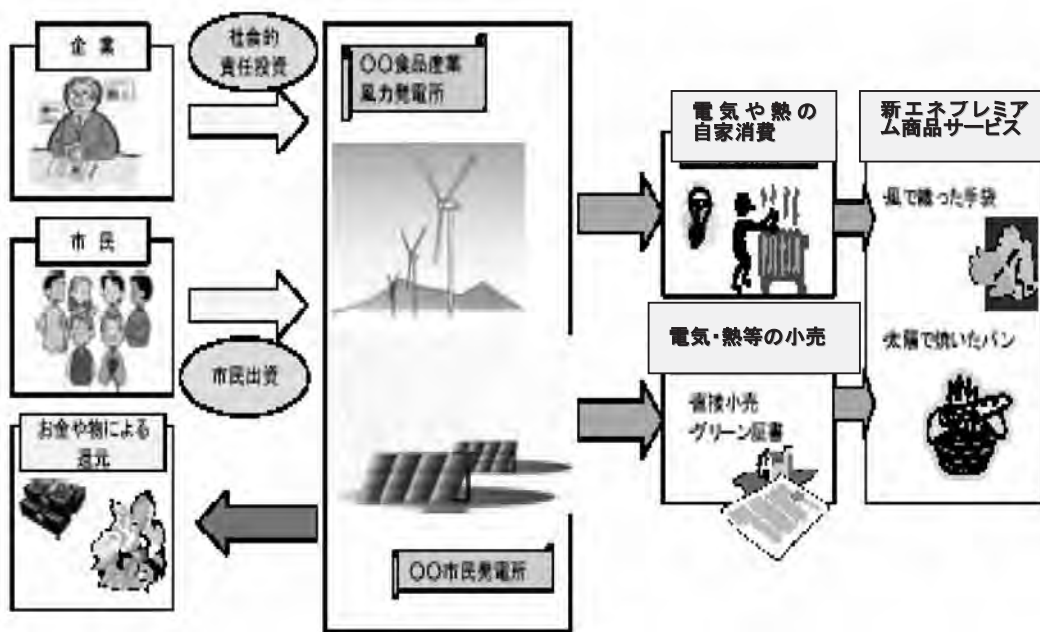 企業
社会的
責任投資
市民
市民出資
お金や物による
還元
〇〇食品産業
風力発電所
〇〇市民発電所
電気や熱の
自家消費
電気・熱等の小売
・直接小売
・グリーン証書
新エネプレミア
ム商品サービス
・風で織った手袋
・太陽で焼いたパン